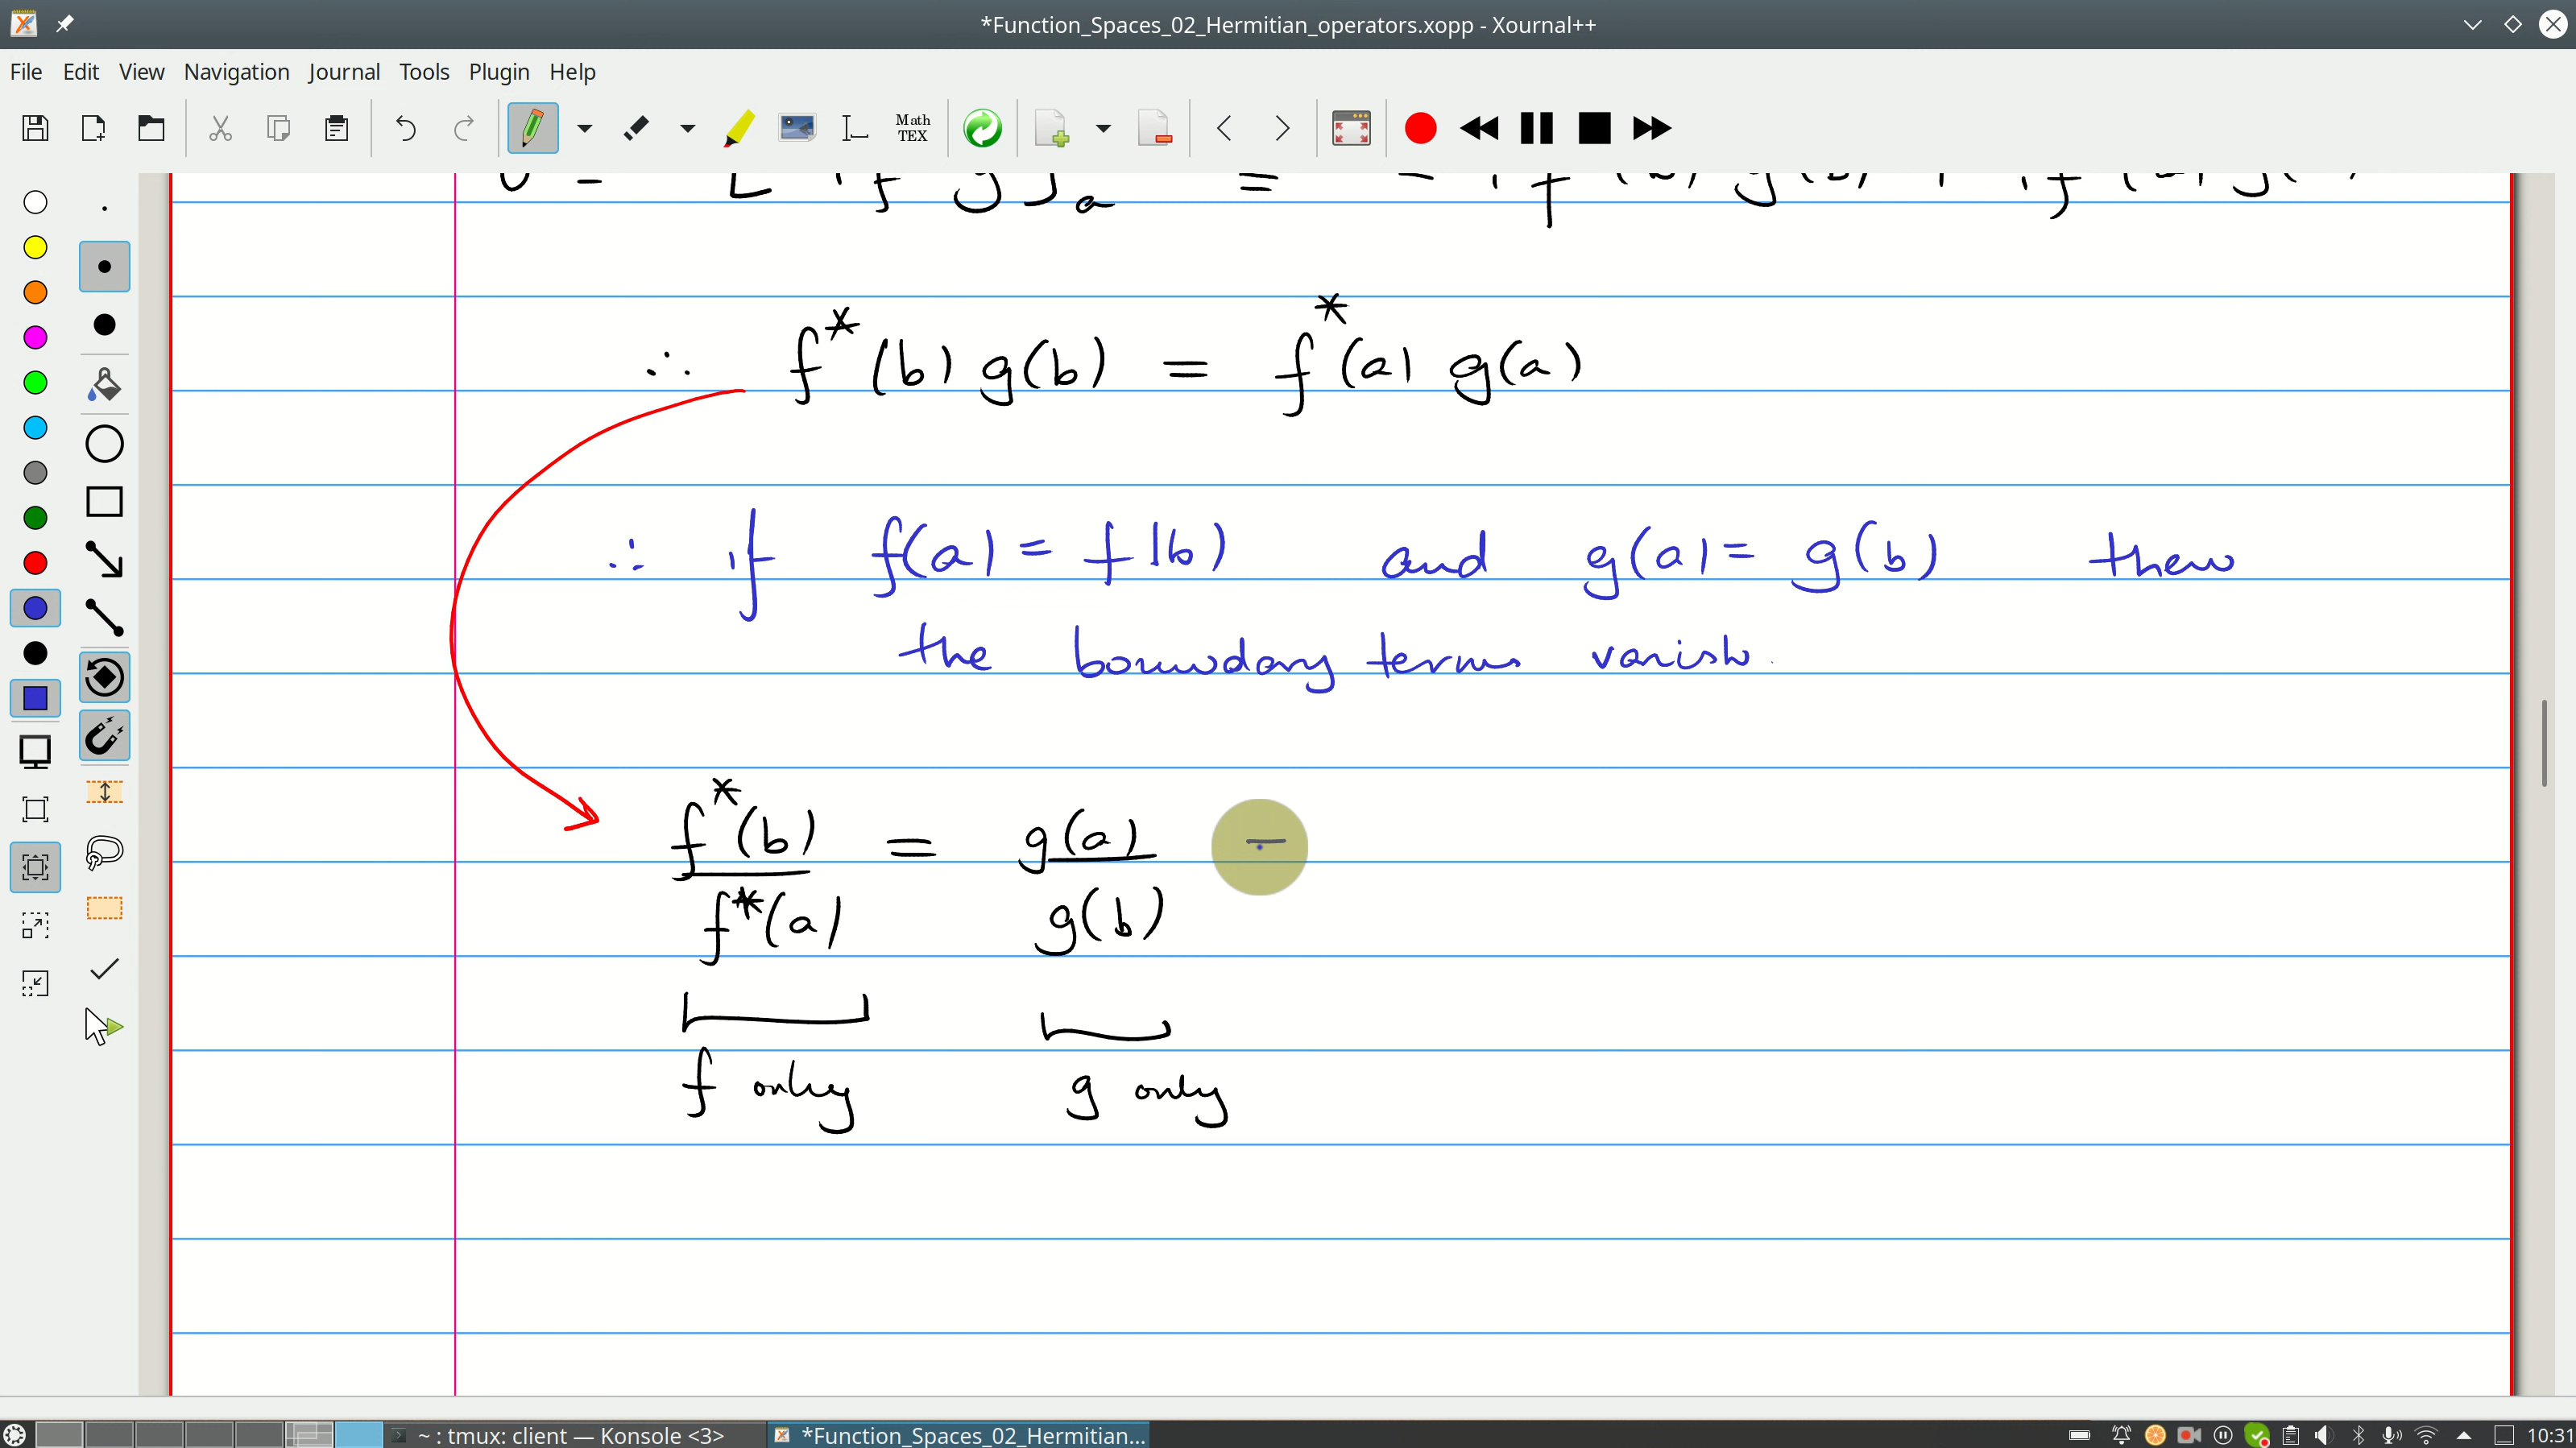 *Function_Spaces_02_Hermitian_operators.xopp - Xournal++
File Edit View Navigation Journal Tools Plugin Help
Math
TEX
∴ f*(b) g(b) = f*(a) g(a)
∴ if f(a) = f(b) and g(a) = g(b) then
the boundary terms vanish.
f*(b) = g(a)
f*(a) g(b)
f only g only
~ : tmux: client — Konsole <3> *Function_Spaces_02_Hermitian... 10:31